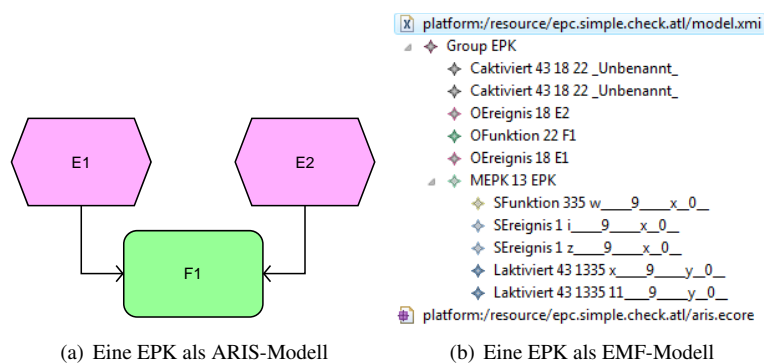 E1
E2
F1
(a) Eine EPK als ARIS-Modell
platform:/resource/epc.simple.check.atl/model.xmi
Group EPK
Caktiviert 43 18 22 _Unbenannt_
Caktiviert 43 18 22 _Unbenannt_
OEreignis 18 E2
OFunktion 22 F1
OEreignis 18 E1
MEPK 13 EPK
SFunktion 335 w____9____x__0__
SEreignis 1 i____9____x__0__
SEreignis 1 z____9____x__0__
Laktiviert 43 1335 x____9____y__0__
Laktiviert 43 1335 11___9____y__0__
platform:/resource/epc.simple.check.atl/aris.ecore
(b) Eine EPK als EMF-Modell